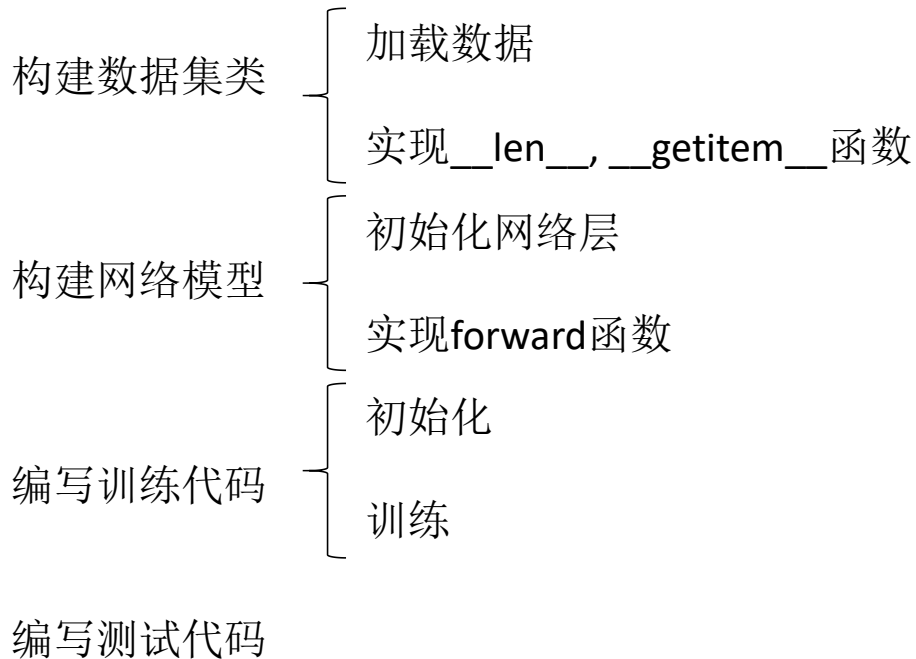 构建数据集类
加载数据
实现__len__, __getitem__函数
构建网络模型
初始化网络层
实现forward函数
编写训练代码
初始化
训练
编写测试代码